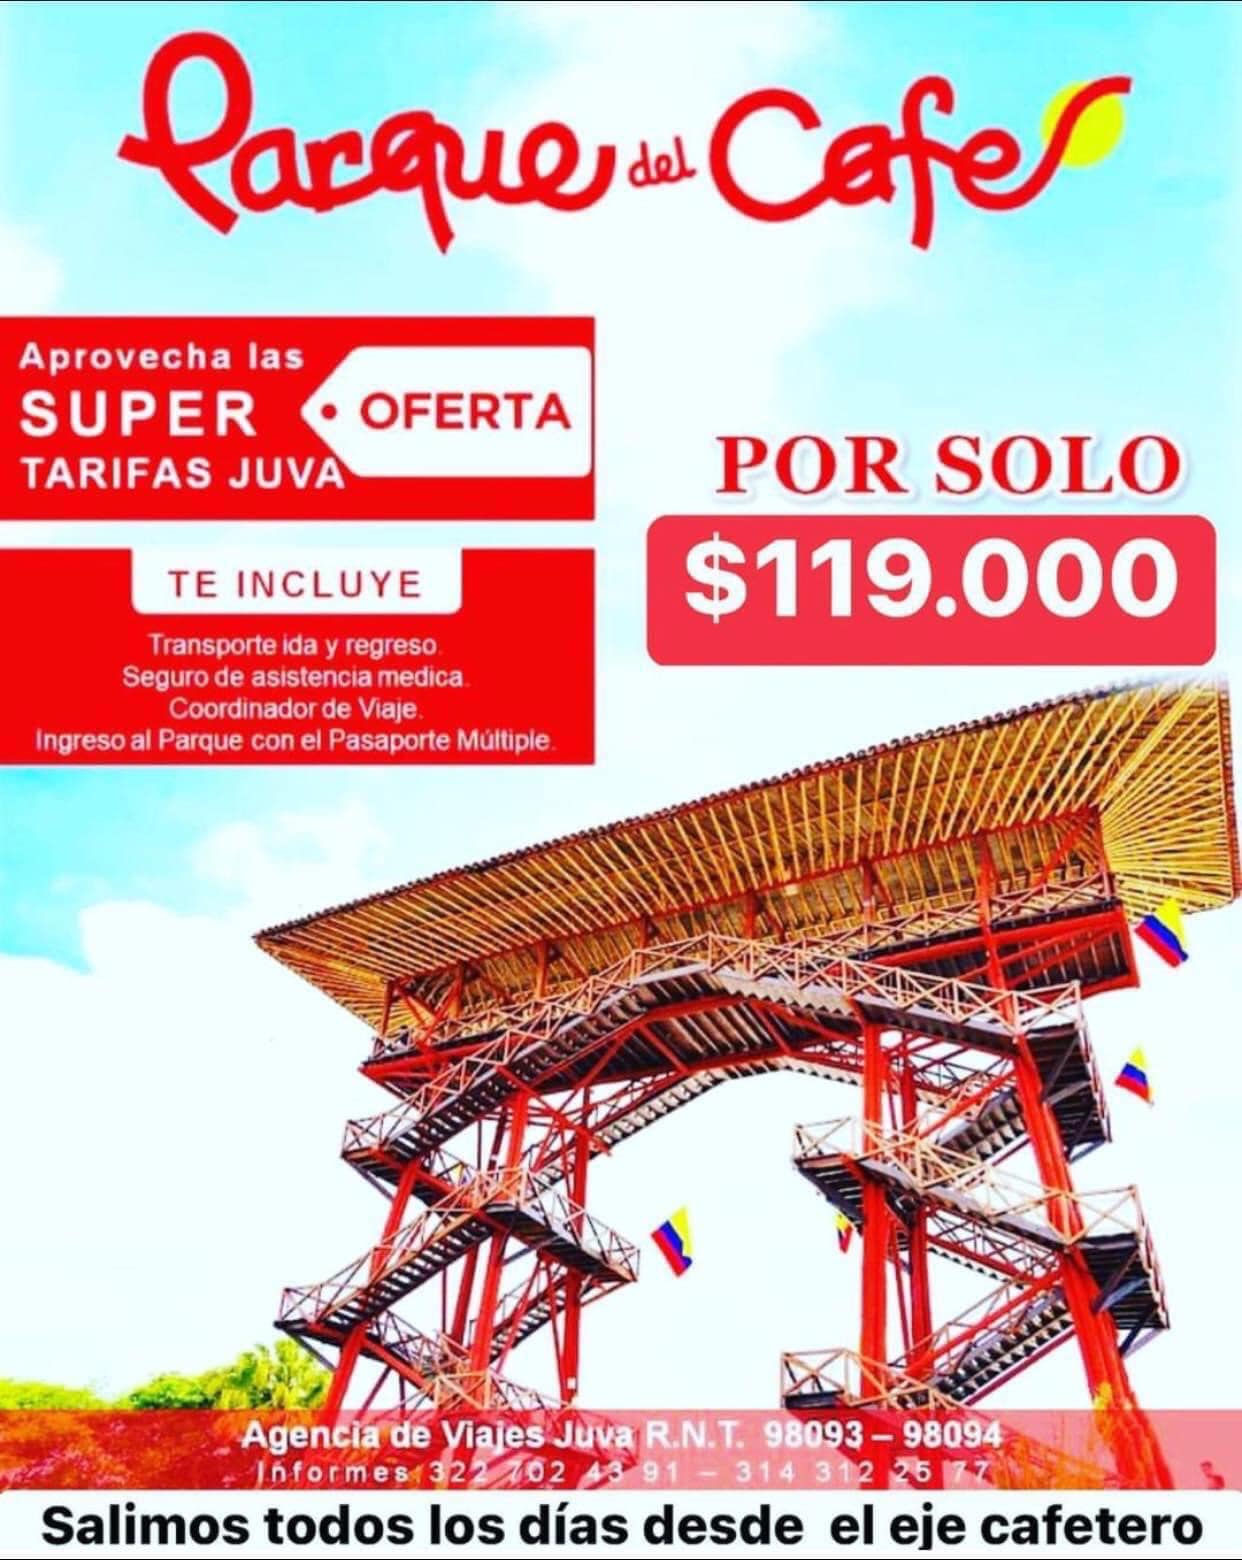 Parque del Cafe
Aprovecha las
SUPER
TARIFAS JUVA
OFERTA
POR SOLO
$119.000
TE INCLUYE
Transporte ida y regreso.
Seguro de asistencia medica.
Coordinador de Viaje.
Ingreso al Parque con el Pasaporte Múltiple.
Agencia de Viajes Juva R.N.T. 98093 – 98094
Informes 322 702 43 91 – 314 312 25 77
Salimos todos los días desde el eje cafetero